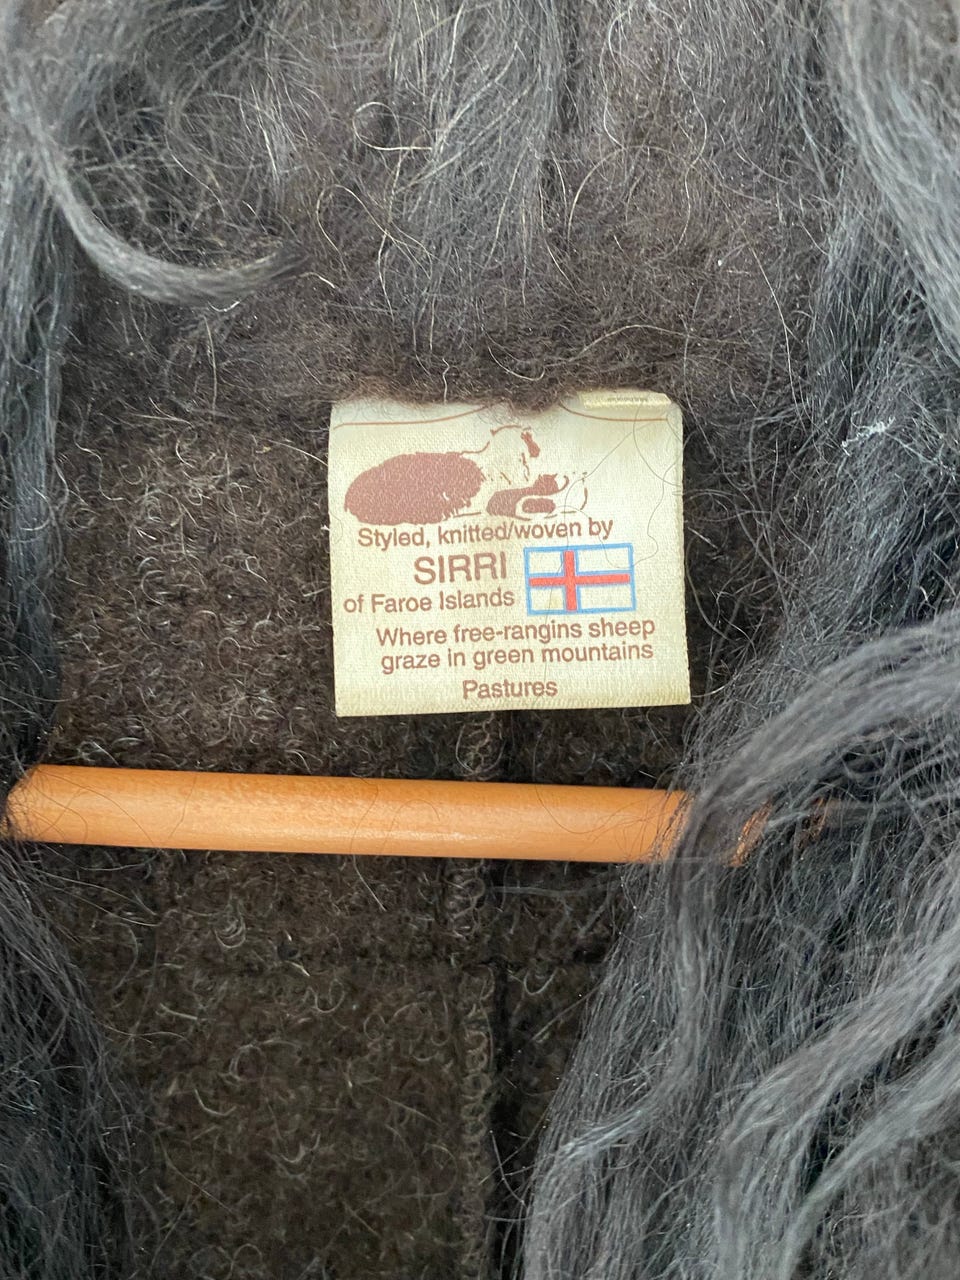 Styled, knitted/woven by
SIRRI
of Faroe Islands
Where free-rangins sheep
graze in green mountains
Pastures